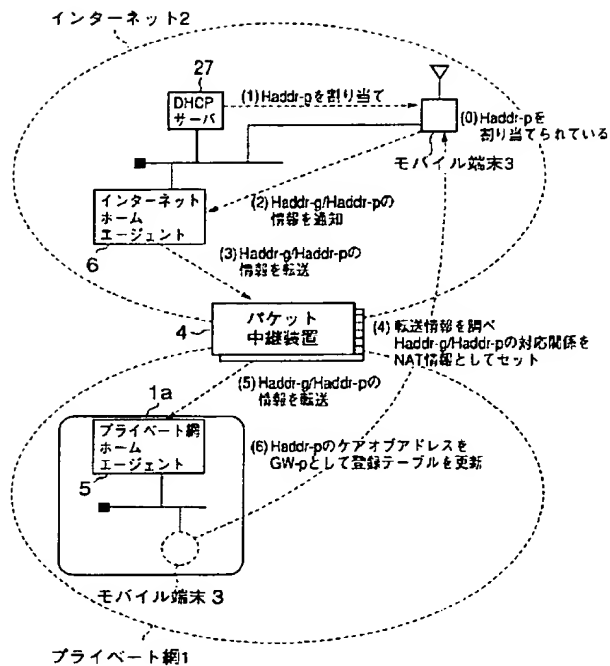 インターネット2
27
DHCP
サーバ
(1) Haddr-gを割り当て
(0) Haddr-pを
割り当てられている
モバイル端末3
インターネット
ホーム
エージェント
6
(2) Haddr-g/Haddr-pの
情報を通知
(3) Haddr-g/Haddr-pの
情報を転送
4
パケット
中継装置
(4) 転送情報を調べ
Haddr-g/Haddr-pの対応関係を
NAT情報としてセット
(5) Haddr-g/Haddr-pの
情報を転送
1a
プライベート網
ホーム
エージェント
5
(6) Haddr-pのケアオブアドレスを
GW-pとして登録テーブルを更新
モバイル端末3
プライベート網1